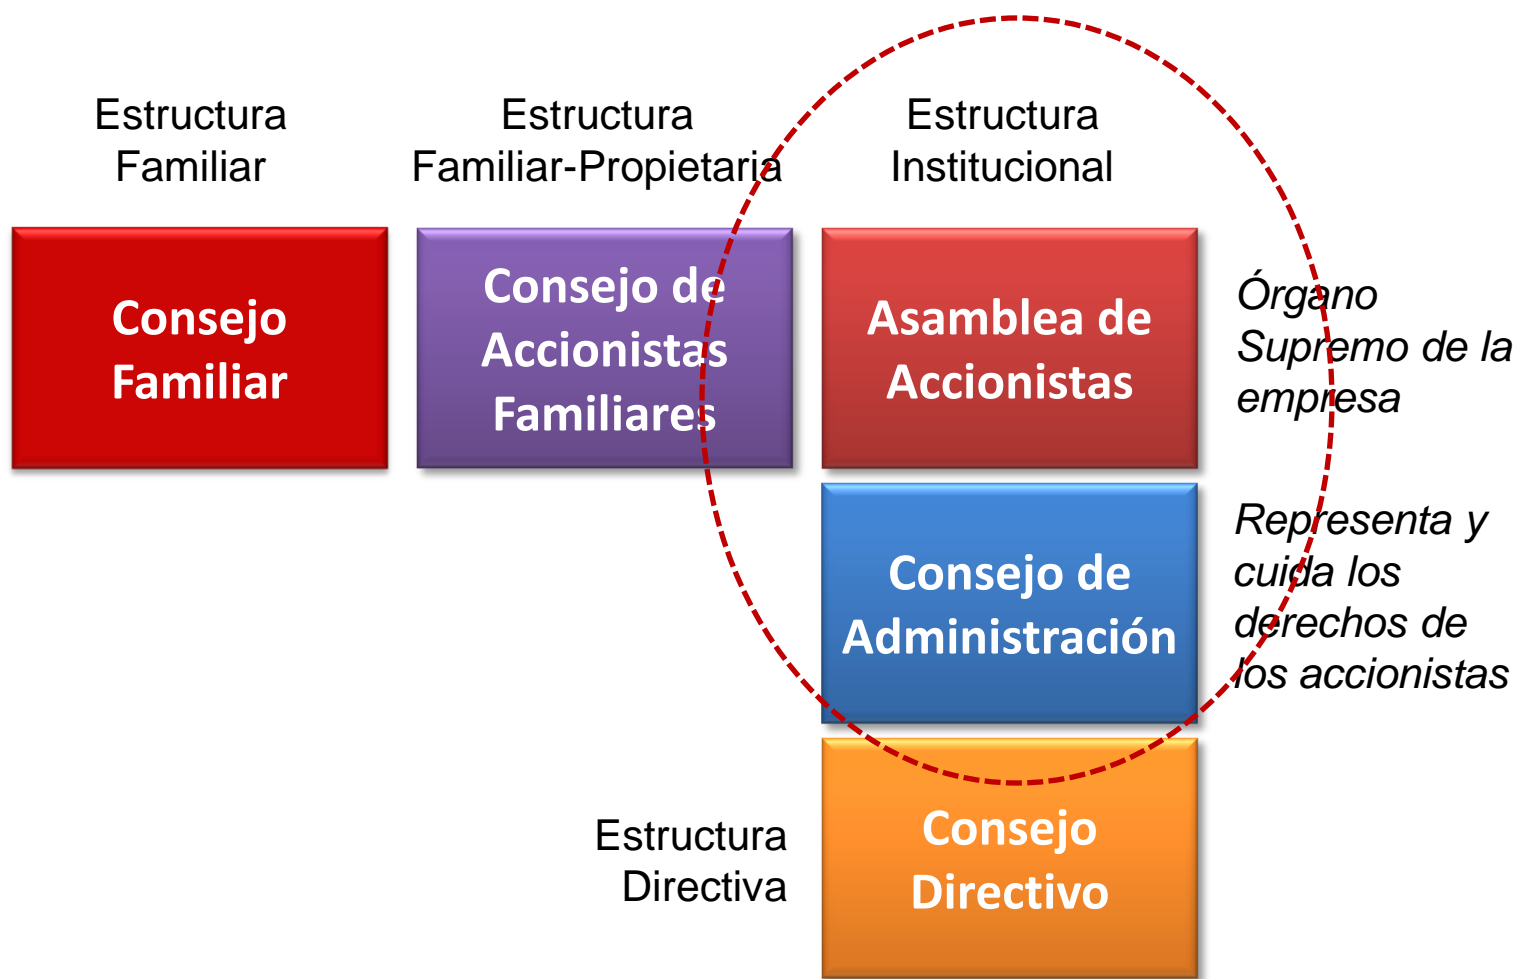 Estructura
Familiar
Estructura
Familiar-Propietaria
Estructura
Institucional
Consejo
Familiar
Consejo de
Accionistas
Familiares
Asamblea de
Accionistas
Órgano
Supremo de la
empresa
Consejo de
Administración
Representa y
cuida los
derechos de
los accionistas
Estructura
Directiva
Consejo
Directivo